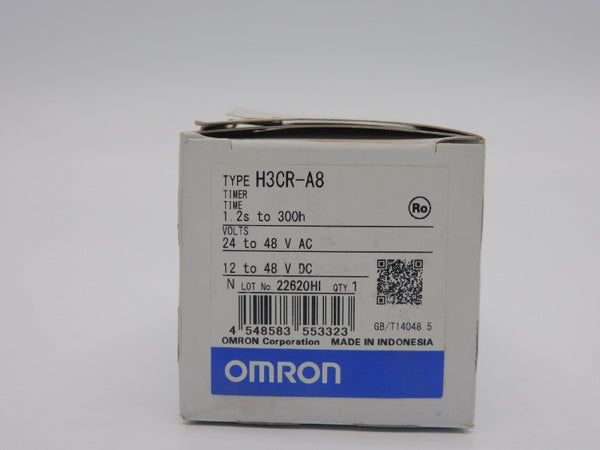 TYPE H3CR-A8
TIMER
TIME
1.2s to 300h
Ro
VOLTS
24 to 48 V AC
12 to 48 V DC
N LOT No. 22620HI QTY. 1
4 548583 553323
GB/T14048 5
OMRON Corporation MADE IN INDONESIA
OMRON